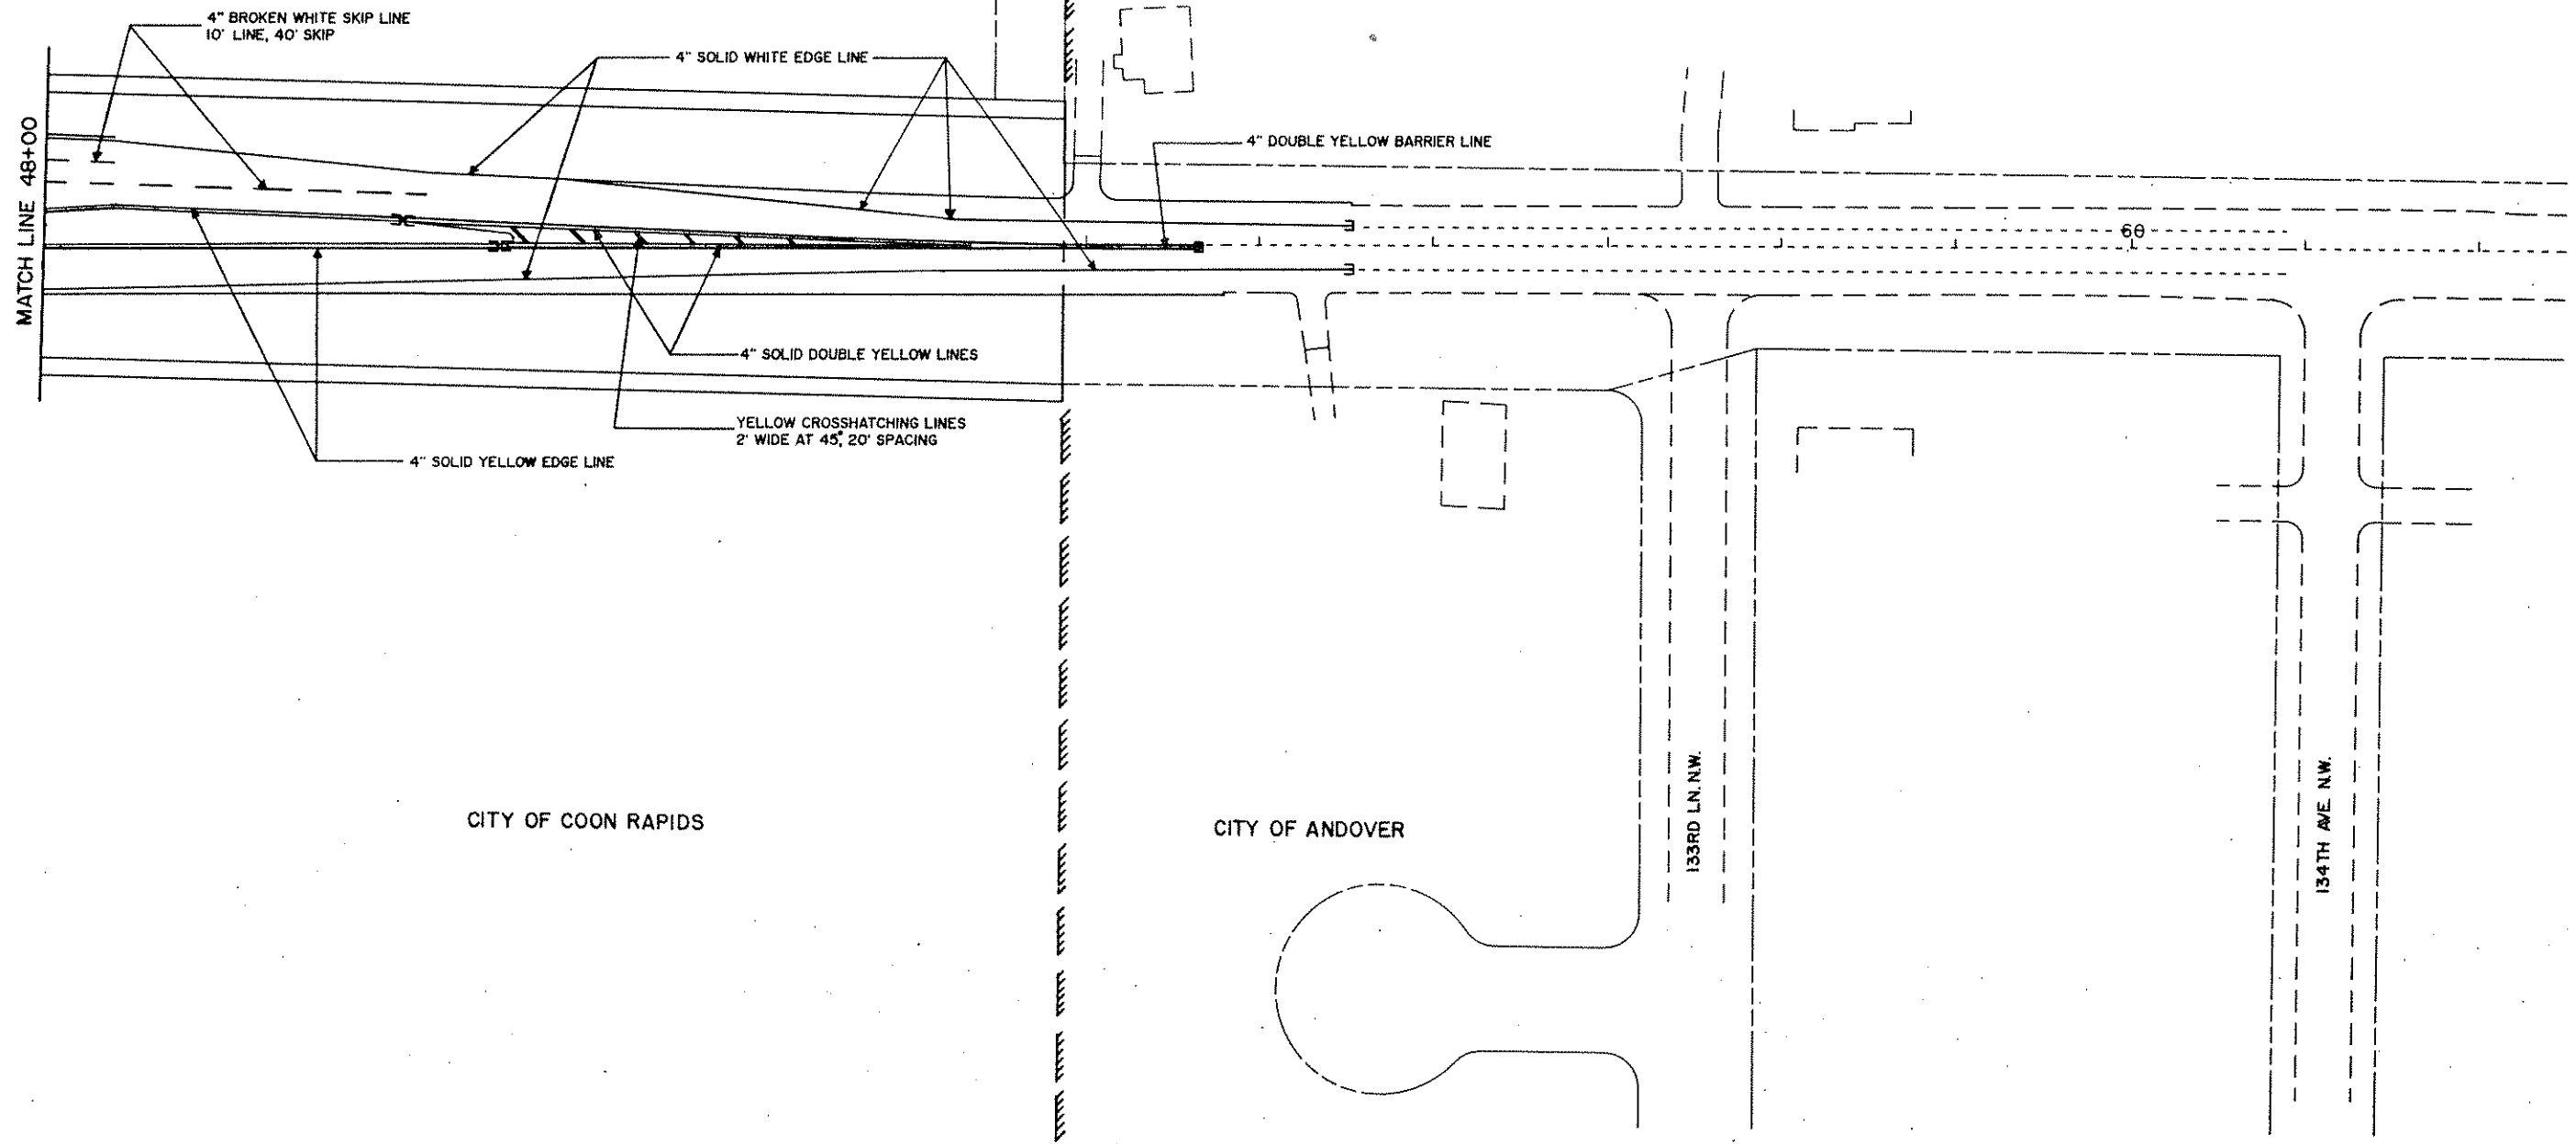 4" BROKEN WHITE SKIP LINE
10' LINE, 40' SKIP
4" SOLID WHITE EDGE LINE
4" DOUBLE YELLOW BARRIER LINE
MATCH LINE 48+00
60
4" SOLID DOUBLE YELLOW LINES
YELLOW CROSSHATCHING LINES
2' WIDE AT 45°, 20' SPACING
4" SOLID YELLOW EDGE LINE
CITY OF COON RAPIDS
CITY OF ANDOVER
133RD LN. N.W.
134TH AVE. N.W.